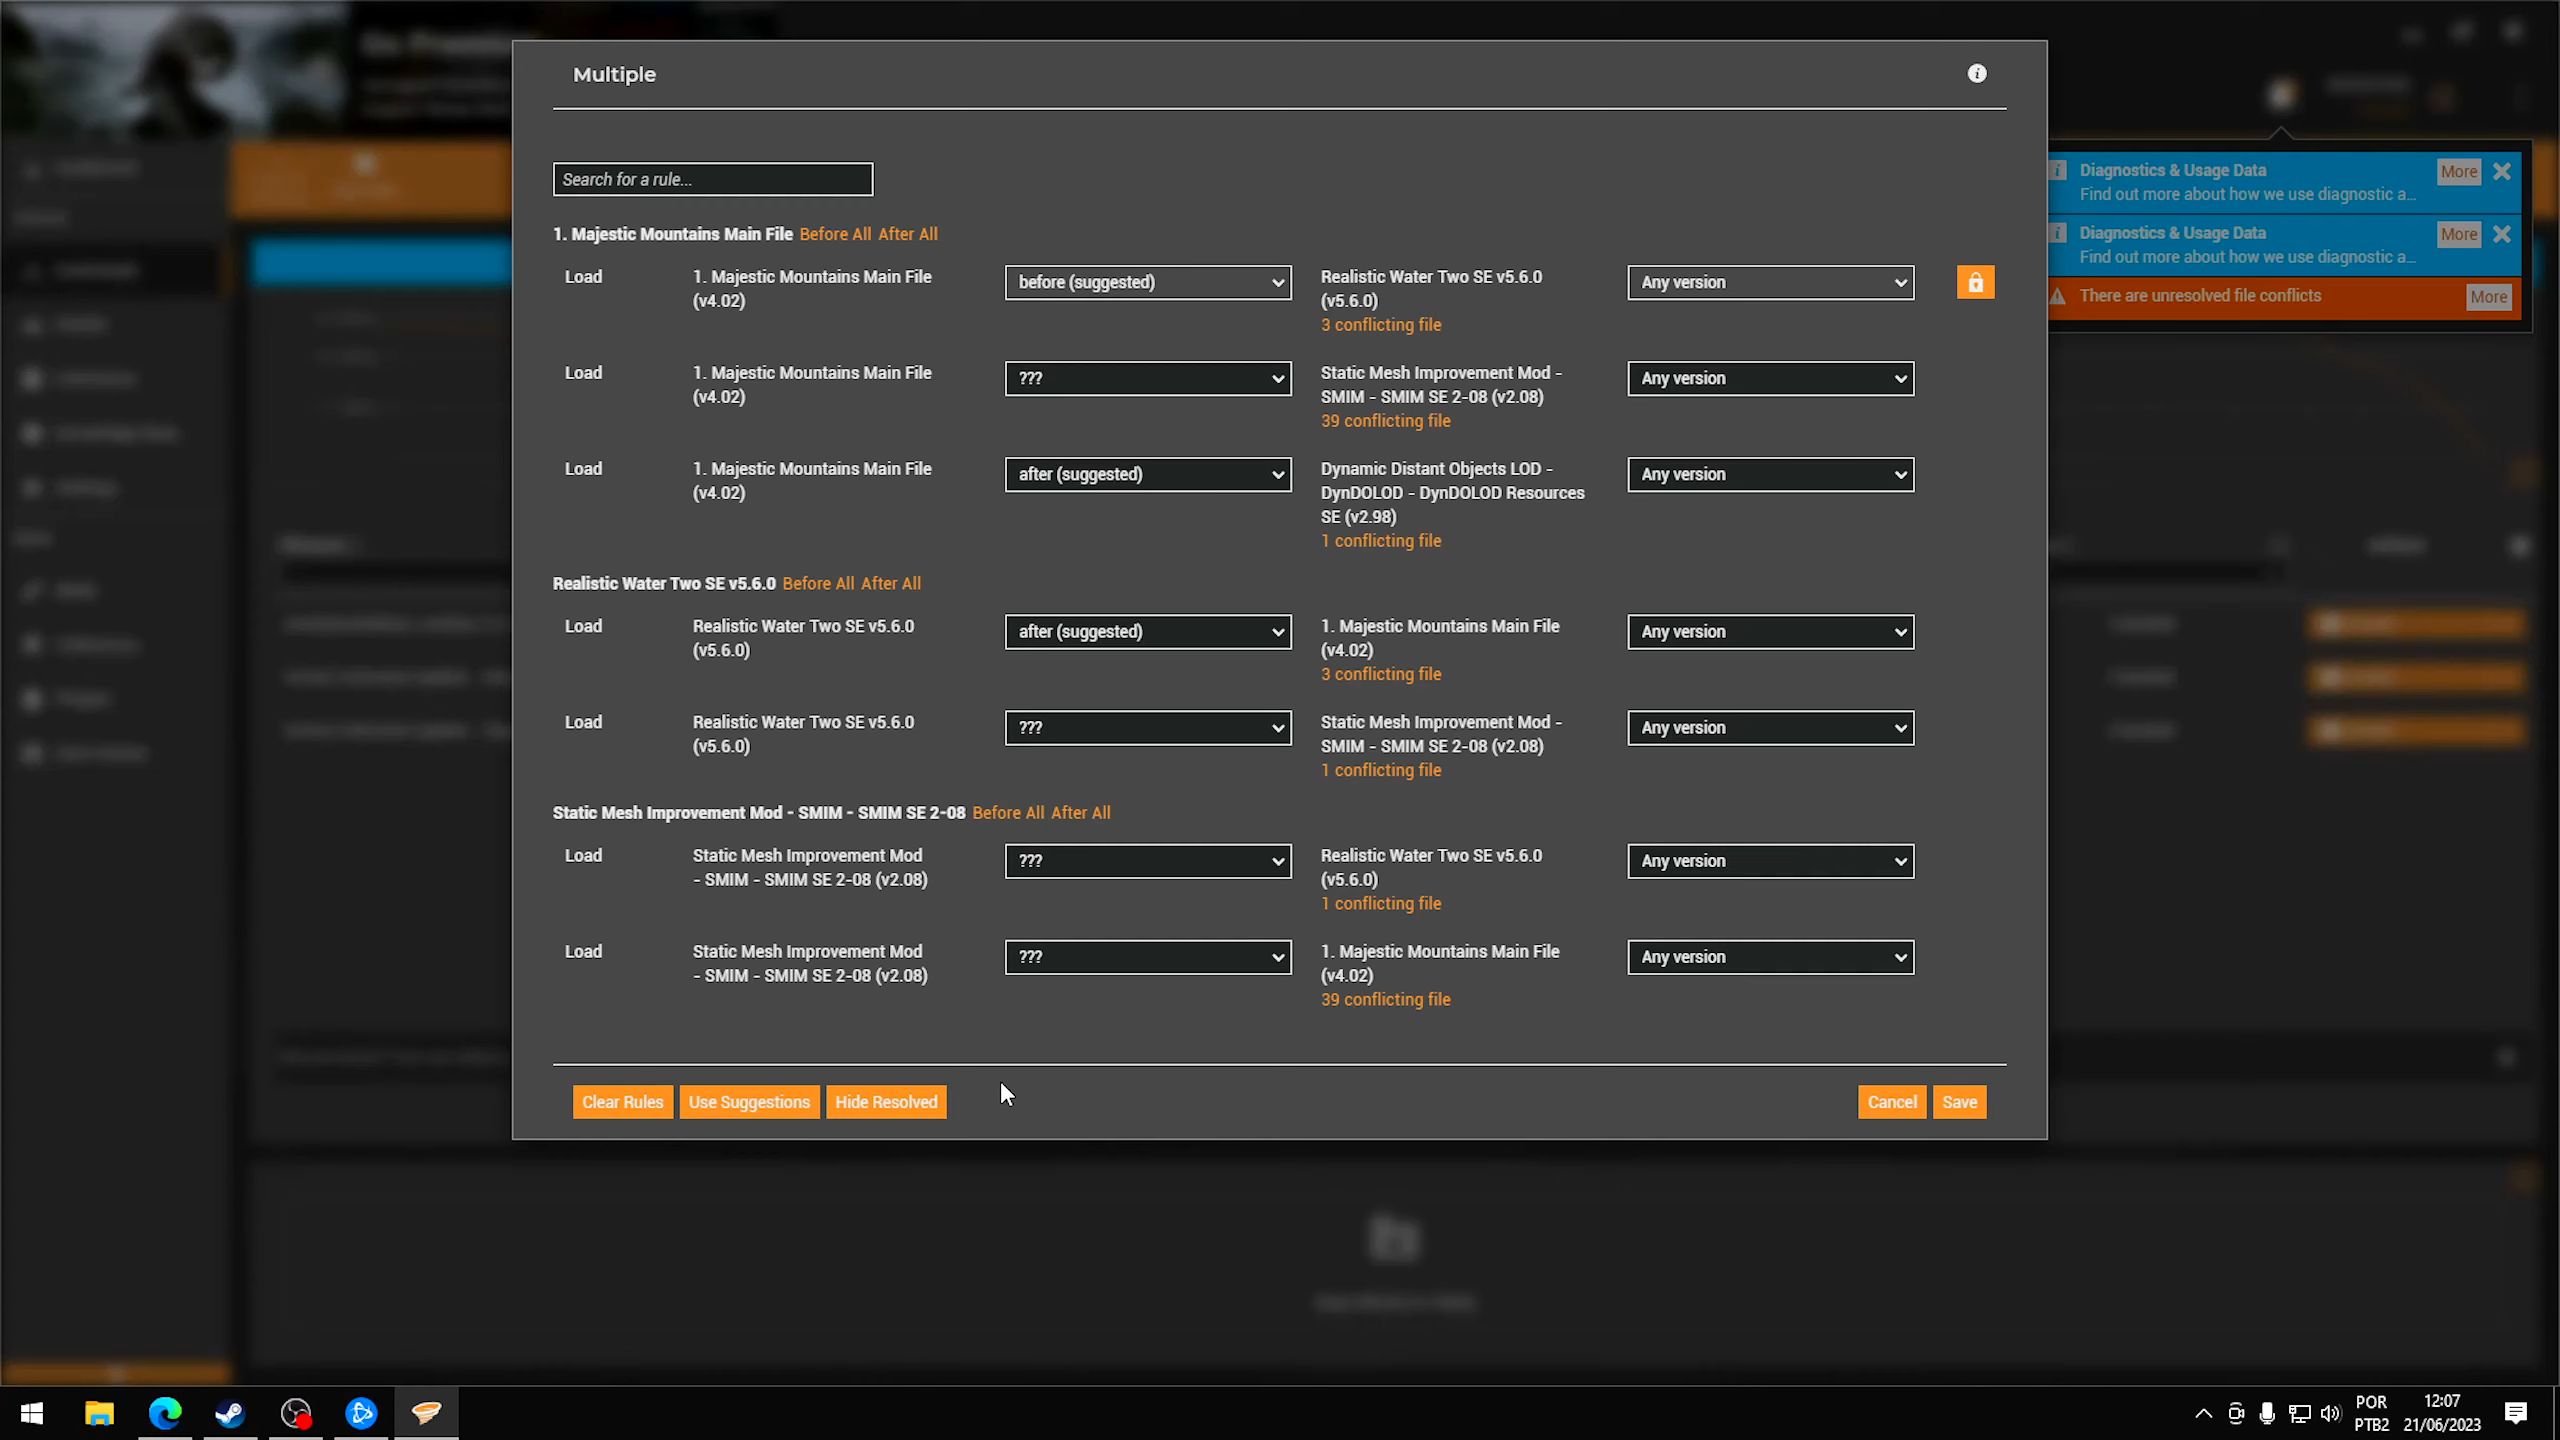 Multiple
Search for a rule...
1. Majestic Mountains Main File Before All After All
Load
1. Majestic Mountains Main File
(v4.02)
before (suggested)
Realistic Water Two SE v5.6.0
(v5.6.0)
3 conflicting file
Any version
Load
1. Majestic Mountains Main File
(v4.02)
???
Static Mesh Improvement Mod -
SMIM - SMIM SE 2-08 (v2.08)
39 conflicting file
Any version
Load
1. Majestic Mountains Main File
(v4.02)
after (suggested)
Dynamic Distant Objects LOD -
DynDOLOD - DynDOLOD Resources
SE (v2.98)
1 conflicting file
Any version
Realistic Water Two SE v5.6.0 Before All After All
Load
Realistic Water Two SE v5.6.0
(v5.6.0)
after (suggested)
1. Majestic Mountains Main File
(v4.02)
3 conflicting file
Any version
Load
Realistic Water Two SE v5.6.0
(v5.6.0)
???
Static Mesh Improvement Mod -
SMIM - SMIM SE 2-08 (v2.08)
1 conflicting file
Any version
Static Mesh Improvement Mod - SMIM - SMIM SE 2-08 Before All After All
Load
Static Mesh Improvement Mod
- SMIM - SMIM SE 2-08 (v2.08)
???
Realistic Water Two SE v5.6.0
(v5.6.0)
1 conflicting file
Any version
Load
Static Mesh Improvement Mod
- SMIM - SMIM SE 2-08 (v2.08)
???
1. Majestic Mountains Main File
(v4.02)
39 conflicting file
Any version
Clear Rules
Use Suggestions
Hide Resolved
Cancel
Save
Diagnostics & Usage Data
Find out more about how we use diagnostic a...
More
Diagnostics & Usage Data
Find out more about how we use diagnostic a...
More
There are unresolved file conflicts
More
POR
PTB2
12:07
21/06/2023